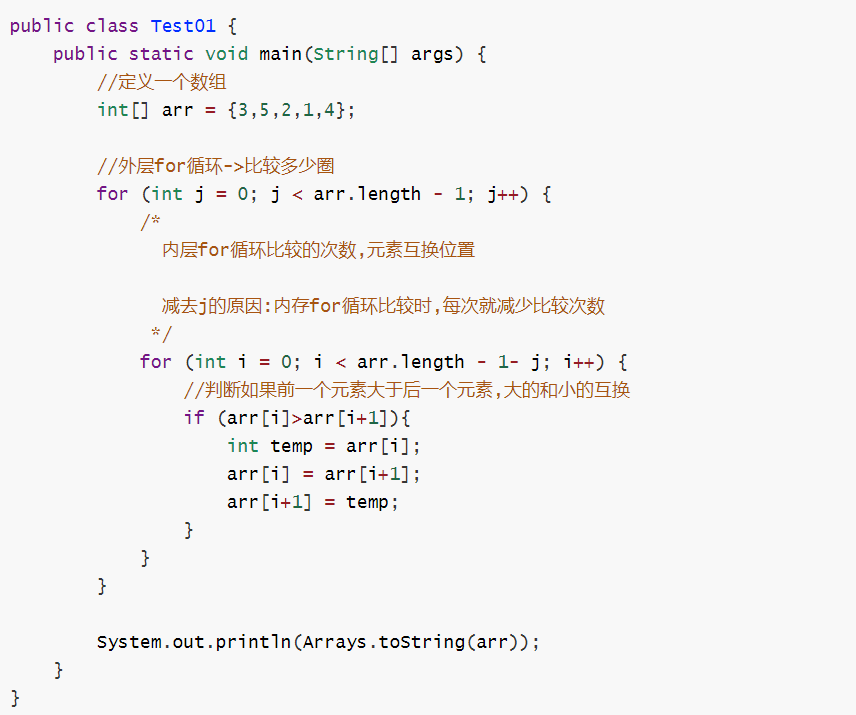 public class Test01 {
    public static void main(String[] args) {
        //定义一个数组
        int[] arr = {3,5,2,1,4};

        //外层for循环->比较多少圈
        for (int j = 0; j < arr.length - 1; j++) {
            /*
              内层for循环比较的次数,元素互换位置

              减去j的原因:内存for循环比较时,每次就减少比较次数
             */
            for (int i = 0; i < arr.length - 1- j; i++) {
                //判断如果前一个元素大于后一个元素,大的和小的互换
                if (arr[i]>arr[i+1]){
                    int temp = arr[i];
                    arr[i] = arr[i+1];
                    arr[i+1] = temp;
                }
            }
        }

        System.out.println(Arrays.toString(arr));
    }
}